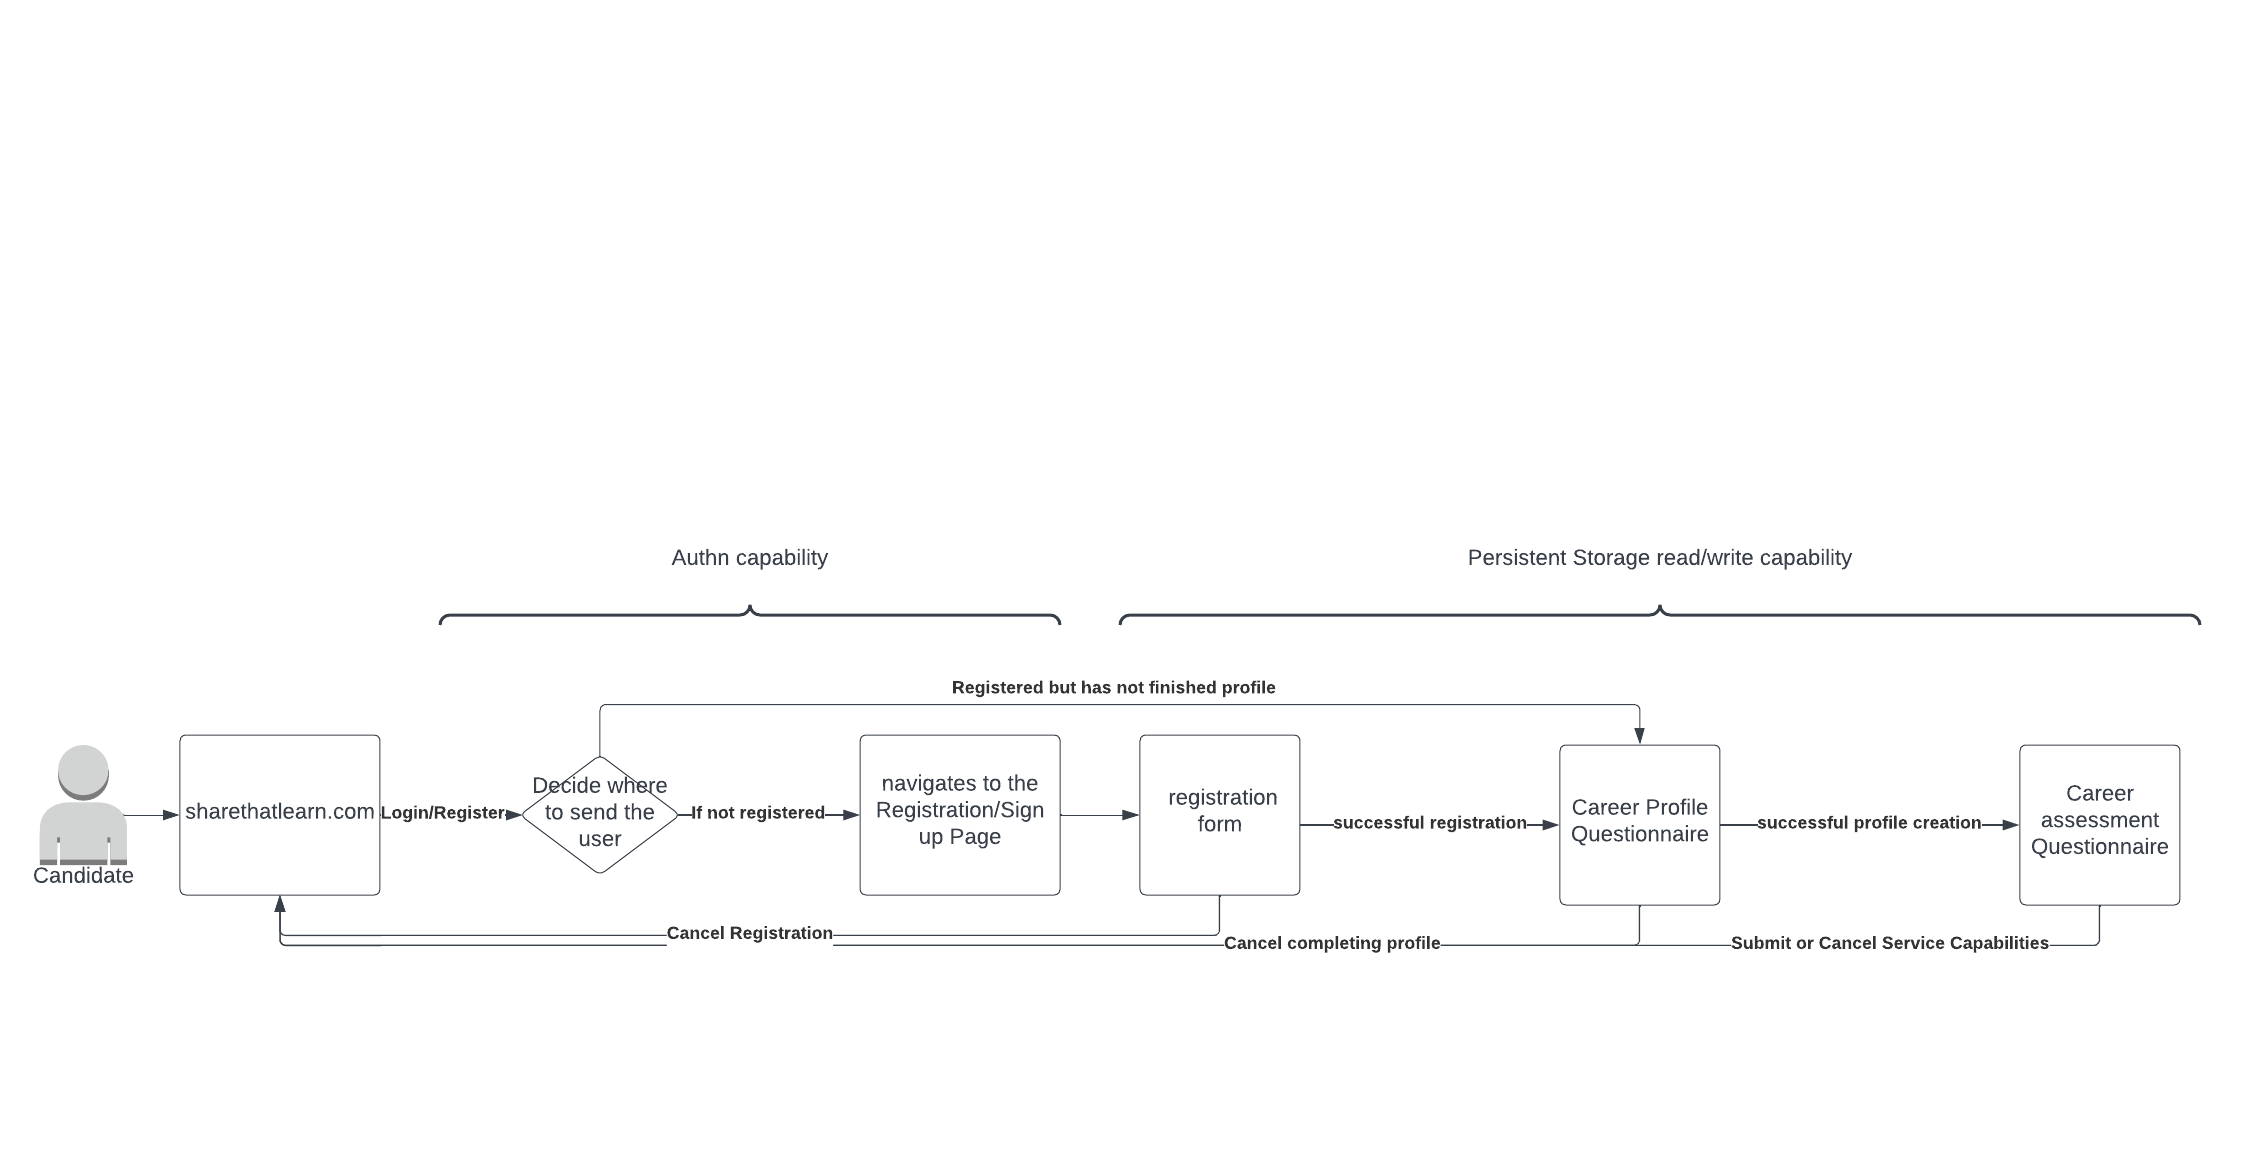 Authn capability
Persistent Storage read/write capability
Registered but has not finished profile
Candidate
sharethatlearn.com
Login/Register
Decide where
to send the
user
If not registered
navigates to the
Registration/Sign
up Page
registration
form
successful registration
Career Profile
Questionnaire
successful profile creation
Career
assessment
Questionnaire
Cancel Registration
Cancel completing profile
Submit or Cancel Service Capabilities